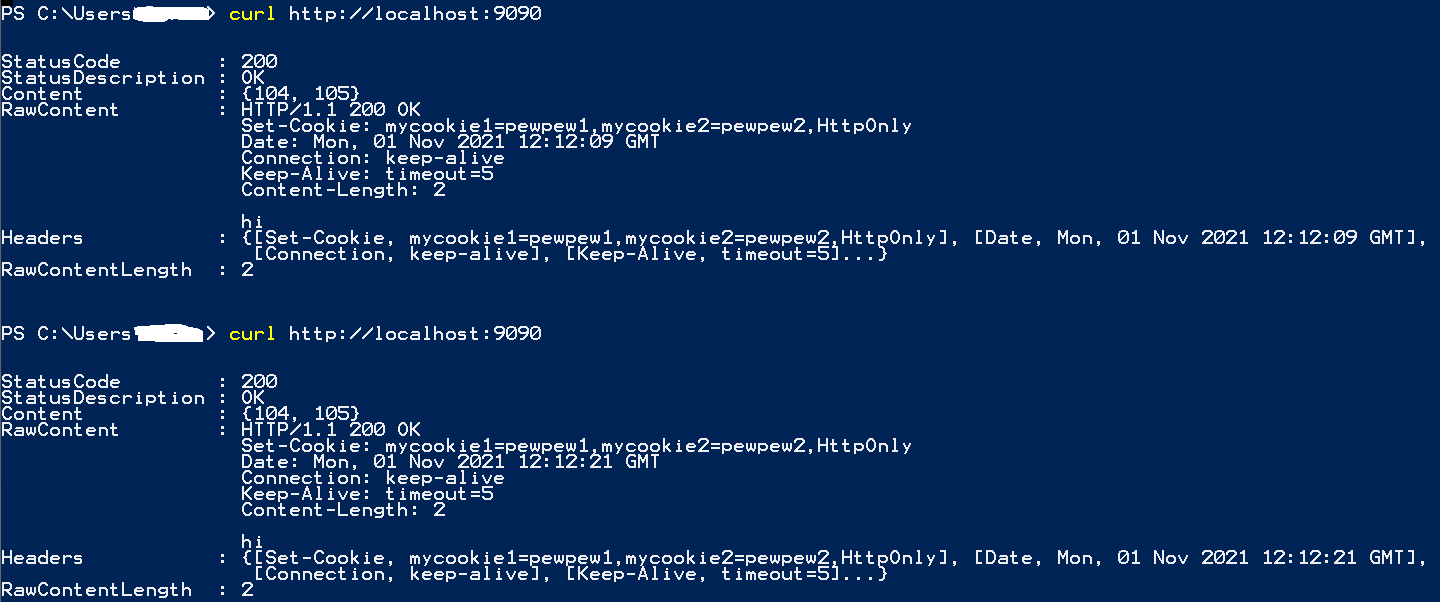 PS C:\Users > curl http://localhost:9090
StatusCode        : 200
StatusDescription : OK
Content           : {104, 105}
RawContent        : HTTP/1.1 200 OK
                    Set-Cookie: mycookie1=pewpew1,mycookie2=pewpew2,HttpOnly
                    Date: Mon, 01 Nov 2021 12:12:09 GMT
                    Connection: keep-alive
                    Keep-Alive: timeout=5
                    Content-Length: 2
                    hi
Headers           : {[Set-Cookie, mycookie1=pewpew1,mycookie2=pewpew2,HttpOnly], [Date, Mon, 01 Nov 2021 12:12:09 GMT],
                     [Connection, keep-alive], [Keep-Alive, timeout=5]...}
RawContentLength  : 2
PS C:\Users > curl http://localhost:9090
StatusCode        : 200
StatusDescription : OK
Content           : {104, 105}
RawContent        : HTTP/1.1 200 OK
                    Set-Cookie: mycookie1=pewpew1,mycookie2=pewpew2,HttpOnly
                    Date: Mon, 01 Nov 2021 12:12:21 GMT
                    Connection: keep-alive
                    Keep-Alive: timeout=5
                    Content-Length: 2
                    hi
Headers           : {[Set-Cookie, mycookie1=pewpew1,mycookie2=pewpew2,HttpOnly], [Date, Mon, 01 Nov 2021 12:12:21 GMT],
                     [Connection, keep-alive], [Keep-Alive, timeout=5]...}
RawContentLength  : 2